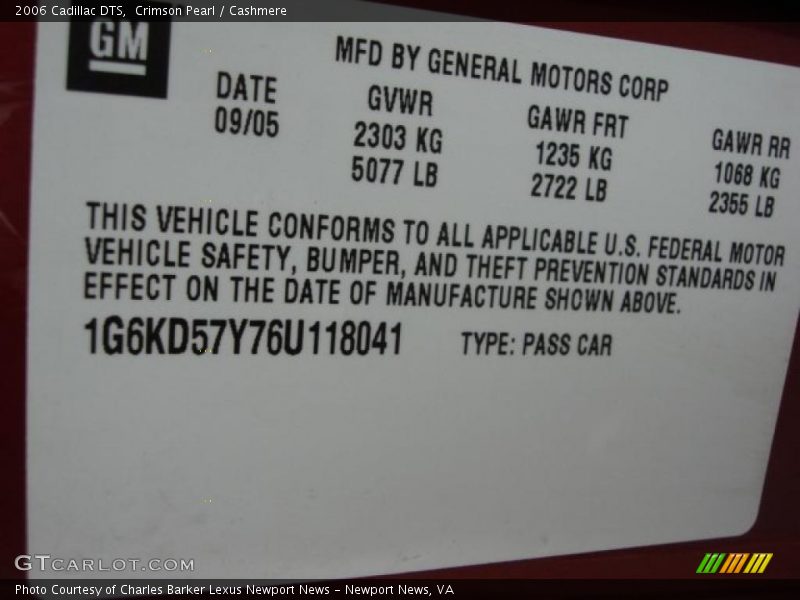 2006 Cadillac DTS, Crimson Pearl / Cashmere
GM
MFD BY GENERAL MOTORS CORP
DATE GVWR GAWR FRT GAWR RR
09/05 2303 KG 1235 KG 1068 KG
5077 LB 2722 LB 2355 LB
THIS VEHICLE CONFORMS TO ALL APPLICABLE U.S. FEDERAL MOTOR
VEHICLE SAFETY, BUMPER, AND THEFT PREVENTION STANDARDS IN
EFFECT ON THE DATE OF MANUFACTURE SHOWN ABOVE.
1G6KD57Y76U118041 TYPE: PASS CAR
GTCARLOT.COM
Photo Courtesy of Charles Barker Lexus Newport News - Newport News, VA